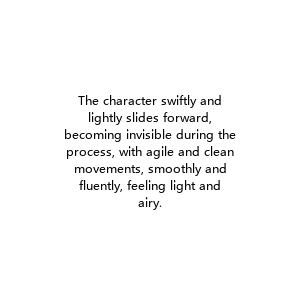 The character swiftly and
lightly slides forward,
becoming invisible during the
process, with agile and clean
movements, smoothly and
fluently, feeling light and
airy.